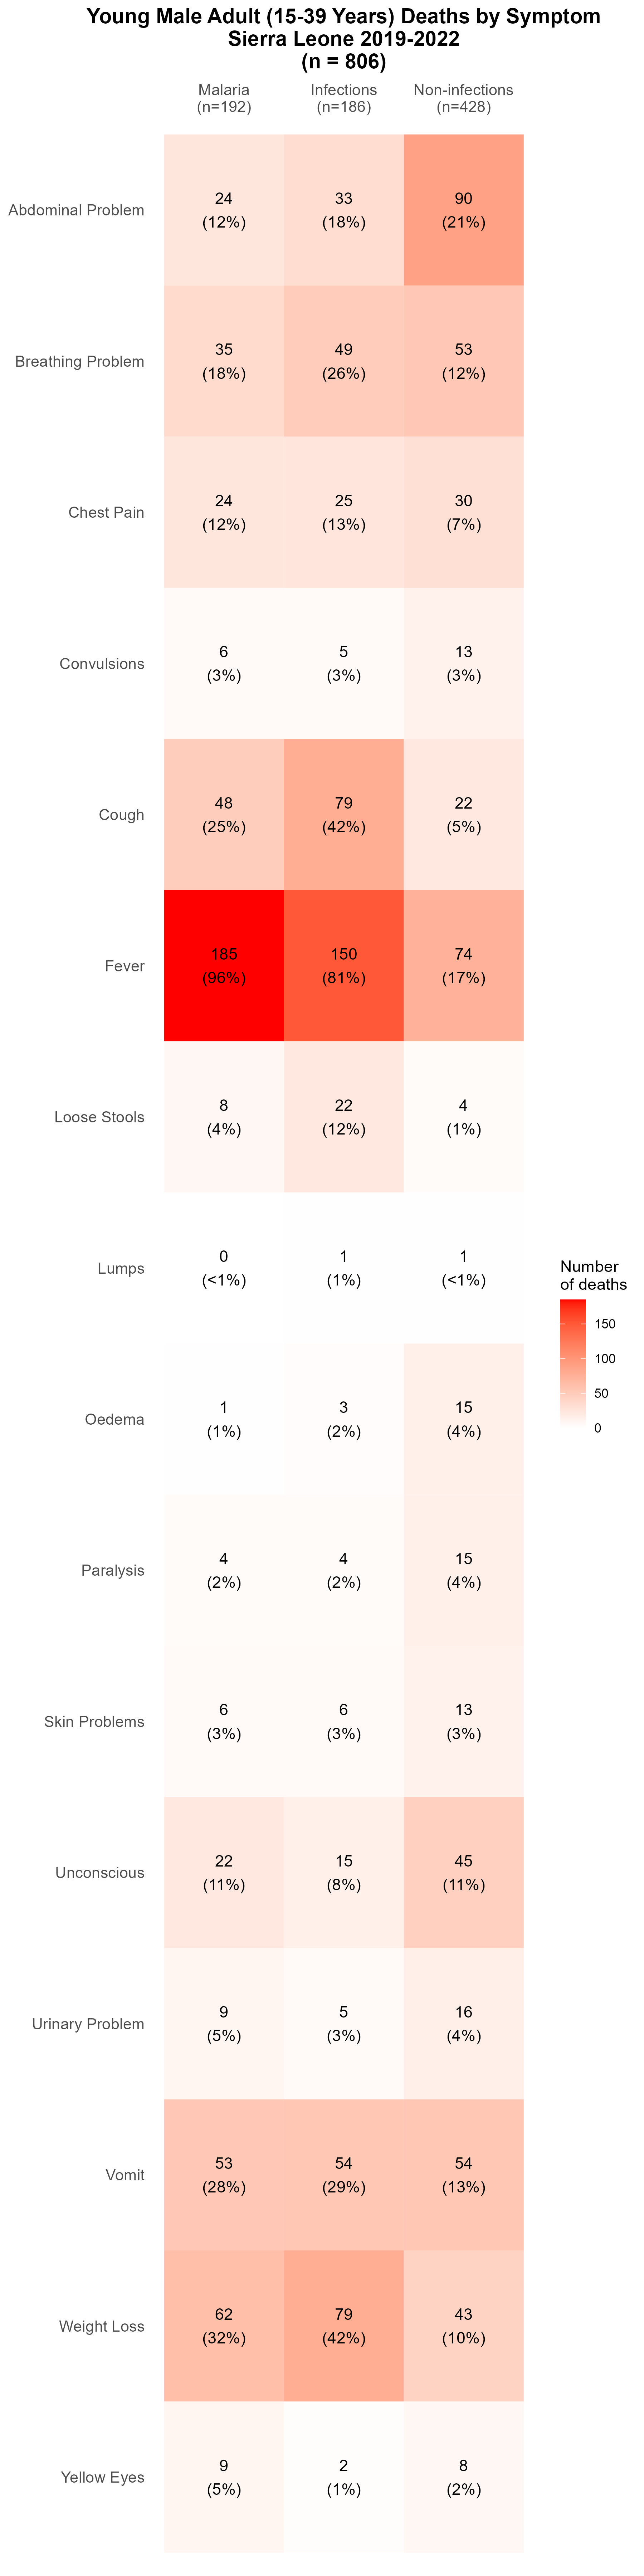 Young Male Adult (15-39 Years) Deaths by Symptom
Sierra Leone 2019-2022
(n = 806)
Malaria Infections Non-infections
(n=192) (n=186) (n=428)
24 33 90
Abdominal Problem
(12%) (18%) (21%)
35 49 53
Breathing Problem
(18%) (26%) (12%)
24 25 30
Chest Pain
(12%) (13%) (7%)
6 5 13
Convulsions
(3%) (3%) (3%)
48 79 22
Cough
(25%) (42%) (5%)
185 150 74
Fever
(96%) (81%) (17%)
8 22 4
Loose Stools
(4%) (12%) (1%)
0 1 1
Lumps
(<1%) (1%) (<1%)
Number
of deaths
150
100
50
0
1 3 15
Oedema
(1%) (2%) (4%)
4 4 15
Paralysis
(2%) (2%) (4%)
6 6 13
Skin Problems
(3%) (3%) (3%)
22 15 45
Unconscious
(11%) (8%) (11%)
9 5 16
Urinary Problem
(5%) (3%) (4%)
53 54 54
Vomit
(28%) (29%) (13%)
62 79 43
Weight Loss
(32%) (42%) (10%)
9 2 8
Yellow Eyes
(5%) (1%) (2%)